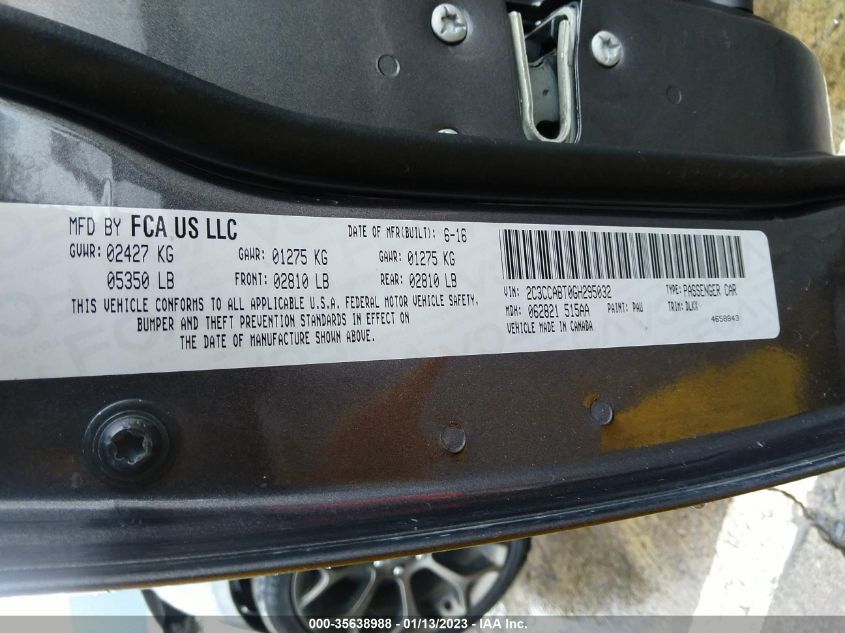 MFD BY FCA US LLC
DATE OF MFR(BUILT): 6-16
GVWR: 02427 KG
GAWR: 01275 KG
GAWR: 01275 KG
05350 LB
FRONT: 02810 LB
REAR: 02810 LB
THIS VEHICLE CONFORMS TO ALL APPLICABLE U.S.A. FEDERAL MOTOR VEHICLE SAFETY,
BUMPER AND THEFT PREVENTION STANDARDS IN EFFECT ON
THE DATE OF MANUFACTURE SHOWN ABOVE.
VIN: 2C3CCABT0GH295032
TYPE: PASSENGER CAR
MDH: 062821 515AA
PAINT: PAU
TRIM: DLXX
VEHICLE MADE IN CANADA
4658843
000-35638988 — 01/13/2023 — IAA Inc.